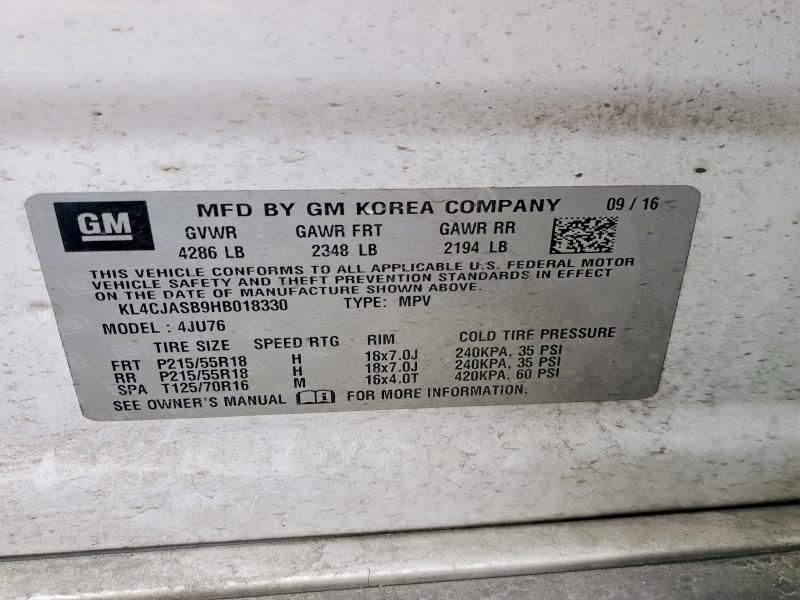 GM MFD BY GM KOREA COMPANY 09 / 16
GVWR GAWR FRT GAWR RR
4286 LB 2348 LB 2194 LB
THIS VEHICLE CONFORMS TO ALL APPLICABLE U.S. FEDERAL MOTOR
VEHICLE SAFETY AND THEFT PREVENTION STANDARDS IN EFFECT
ON THE DATE OF MANUFACTURE SHOWN ABOVE.
KL4CJASB9HB018330 TYPE: MPV
MODEL : 4JU76
TIRE SIZE SPEED RTG RIM COLD TIRE PRESSURE
FRT P215/55R18 H 18x7.0J 240KPA, 35 PSI
RR P215/55R18 H 18x7.0J 240KPA, 35 PSI
SPA T125/70R16 M 16x4.0T 420KPA, 60 PSI
SEE OWNER'S MANUAL FOR MORE INFORMATION.